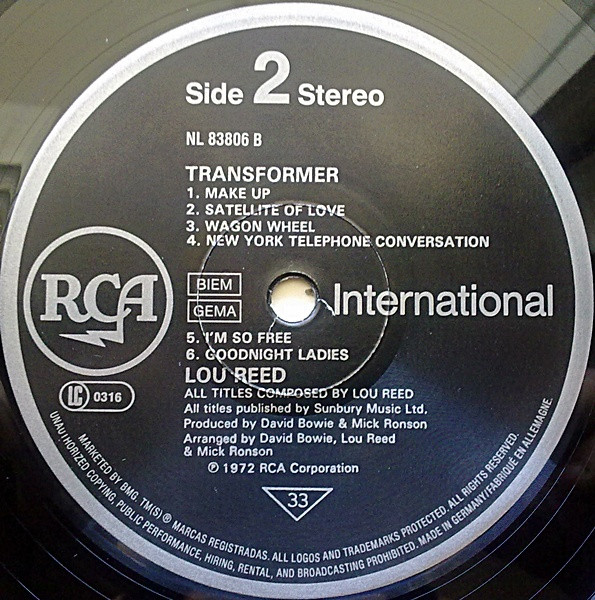 Side 2 Stereo
NL 83806 B
TRANSFORMER
1. MAKE UP
2. SATELLITE OF LOVE
3. WAGON WHEEL
4. NEW YORK TELEPHONE CONVERSATION
RCA
BIEM
GEMA
International
5. I'M SO FREE
6. GOODNIGHT LADIES
LOU REED
LC 0316
ALL TITLES COMPOSED BY LOU REED
All titles published by Sunbury Music Ltd.
Produced by David Bowie & Mick Ronson
Arranged by David Bowie, Lou Reed
& Mick Ronson
℗ 1972 RCA Corporation
33
MARKETED BY BMG. TM(S) ® MARCAS REGISTRADAS. ALL LOGOS AND TRADEMARKS PROTECTED. ALL RIGHTS RESERVED.
UNAUTHORIZED COPYING, PUBLIC PERFORMANCE, HIRING, RENTAL, AND BROADCASTING PROHIBITED. MADE IN GERMANY/FABRIQUÉ EN ALLEMAGNE.